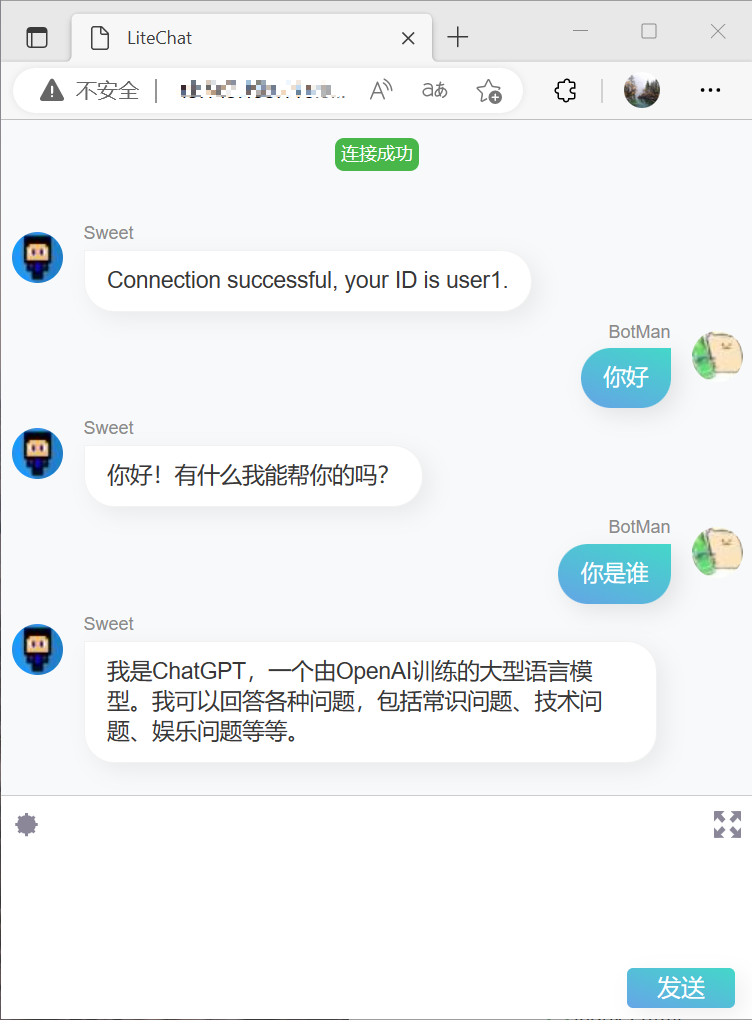 LiteChat
不安全
连接成功
Sweet
Connection successful, your ID is user1.
BotMan
你好
Sweet
你好！有什么我能帮你的吗？
BotMan
你是谁
Sweet
我是ChatGPT，一个由OpenAI训练的大型语言模
型。我可以回答各种问题，包括常识问题、技术问
题、娱乐问题等等。
发送